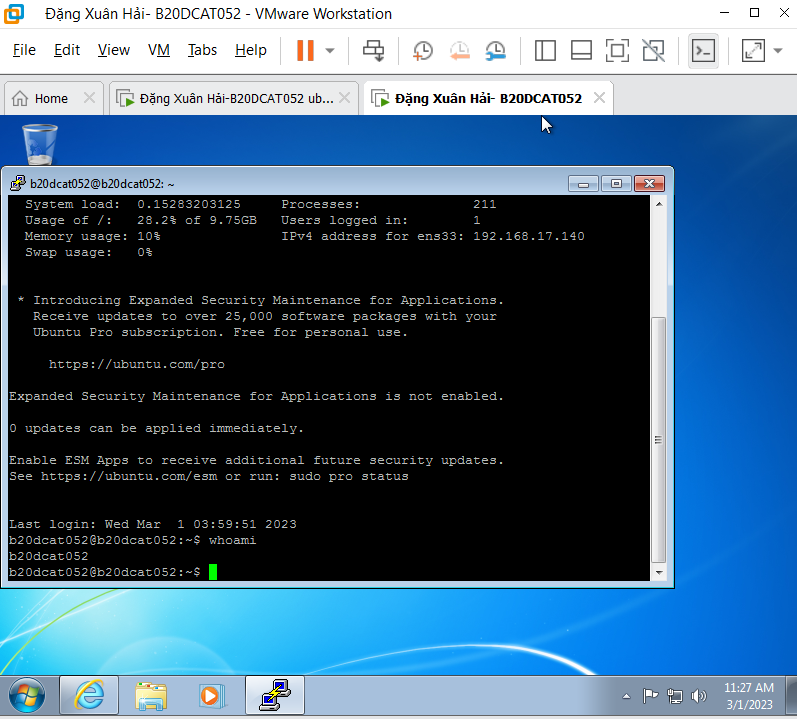 Đặng Xuân Hải- B20DCAT052 - VMware Workstation
File Edit View VM Tabs Help
Home Đặng Xuân Hải-B20DCAT052 ub... Đặng Xuân Hải- B20DCAT052
b20dcat052@b20dcat052: ~
System load: 0.15283203125 Processes: 211
Usage of /: 28.2% of 9.75GB Users logged in: 1
Memory usage: 10% IPv4 address for ens33: 192.168.17.140
Swap usage: 0%
* Introducing Expanded Security Maintenance for Applications.
Receive updates to over 25,000 software packages with your
Ubuntu Pro subscription. Free for personal use.
https://ubuntu.com/pro
Expanded Security Maintenance for Applications is not enabled.
0 updates can be applied immediately.
Enable ESM Apps to receive additional future security updates.
See https://ubuntu.com/esm or run: sudo pro status
Last login: Wed Mar  1 03:59:51 2023
b20dcat052@b20dcat052:~$ whoami
b20dcat052
b20dcat052@b20dcat052:~$
11:27 AM
3/1/2023